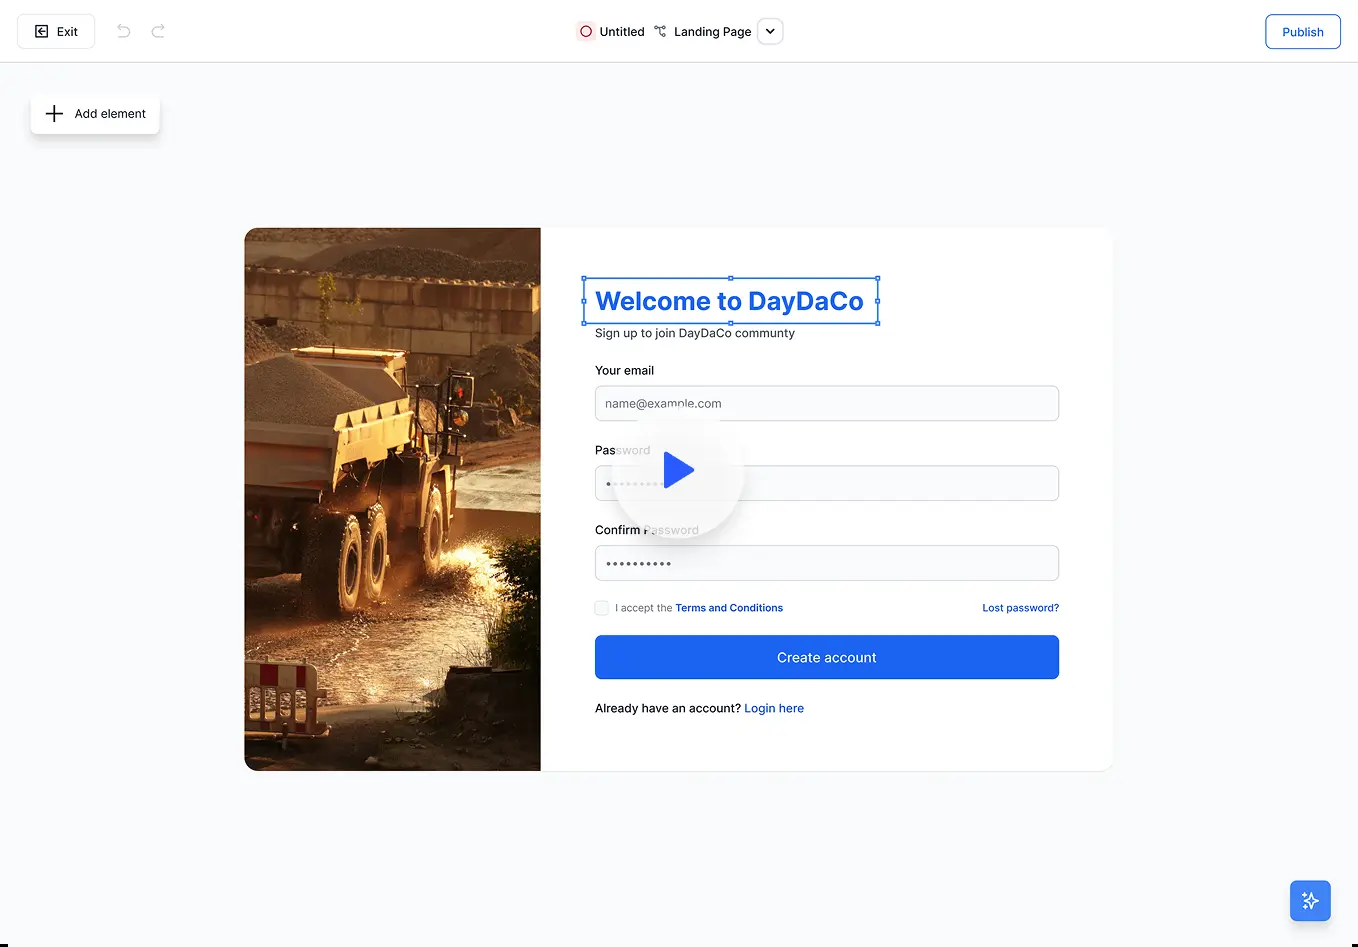 Exit
Untitled
Landing Page
Publish
Add element
Welcome to DayDaCo
Sign up to join DayDaCo communty
Your email
name@example.com
Password
••••••••••
Confirm Password
••••••••••
I accept the Terms and Conditions
Lost password?
Create account
Already have an account? Login here